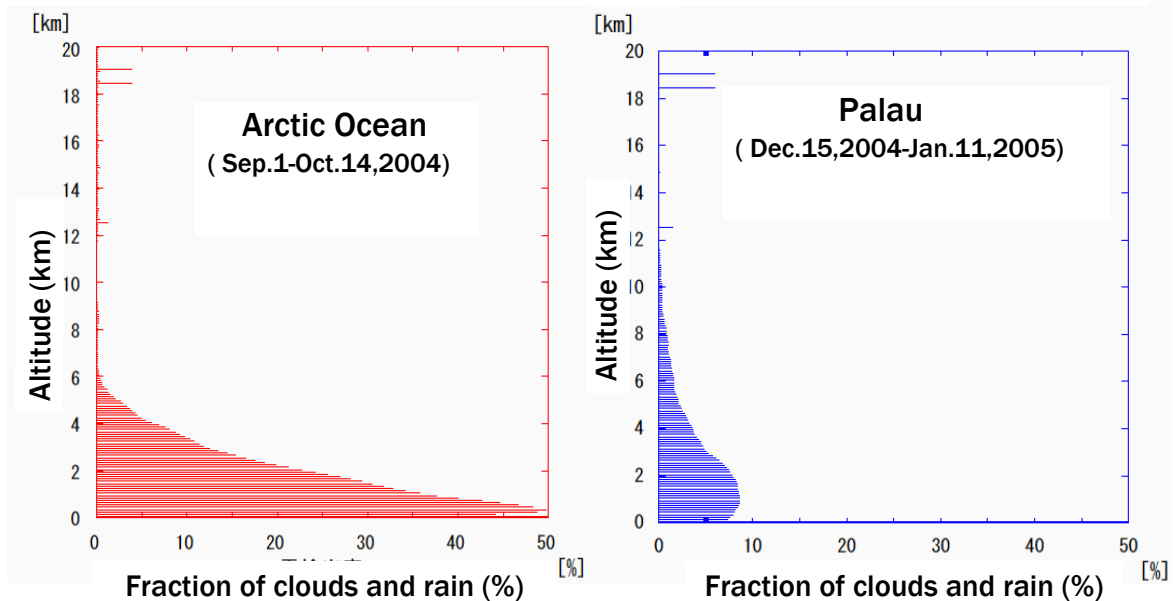 [km]
20
18
16
14
12
10
8
6
4
2
0
Altitude (km)
Arctic Ocean
( Sep.1-Oct.14,2004)
0 10 20 30 40 50
[%]
Fraction of clouds and rain (%)
[km]
20
18
16
14
12
10
8
6
4
2
0
Altitude (km)
Palau
( Dec.15,2004-Jan.11,2005)
0 10 20 30 40 50
[%]
Fraction of clouds and rain (%)